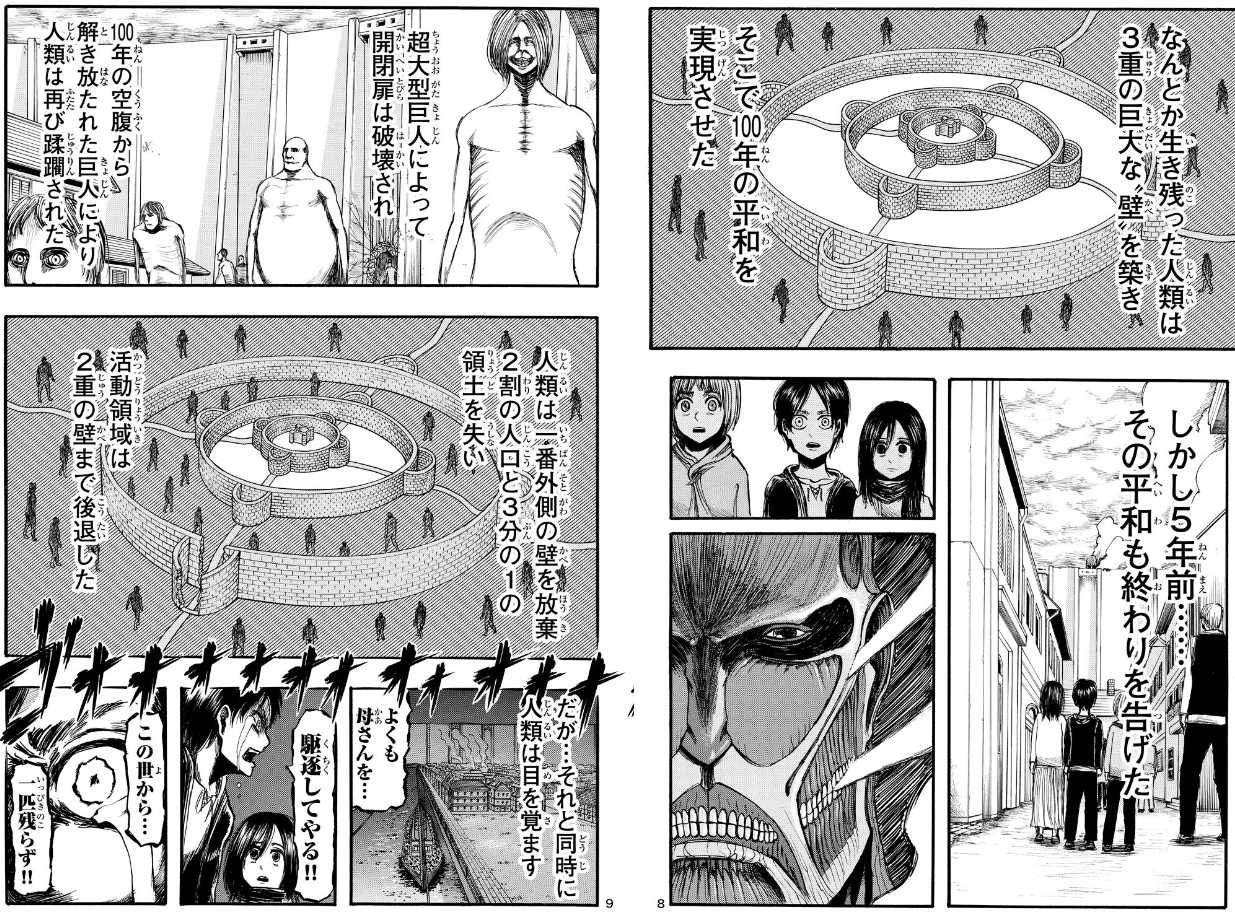 なんとか生き残った人類は
3重の巨大な〝壁〟を築き
そこで100年の平和を
実現させた
しかし5年前……
その平和も終わりを告げた
8
超大型巨人によって
開閉扉は破壊され
100年の空腹から
解き放たれた巨人により
人類は再び蹂躙された
人類は一番外側の壁を放棄
2割の人口と3分の1の
領土を失い
活動領域は
2重の壁まで後退した
だが…それと同時に
人類は目を覚ます
よくも
母さんを…
駆逐してやる!!
この世から…
一匹残らず!!
9